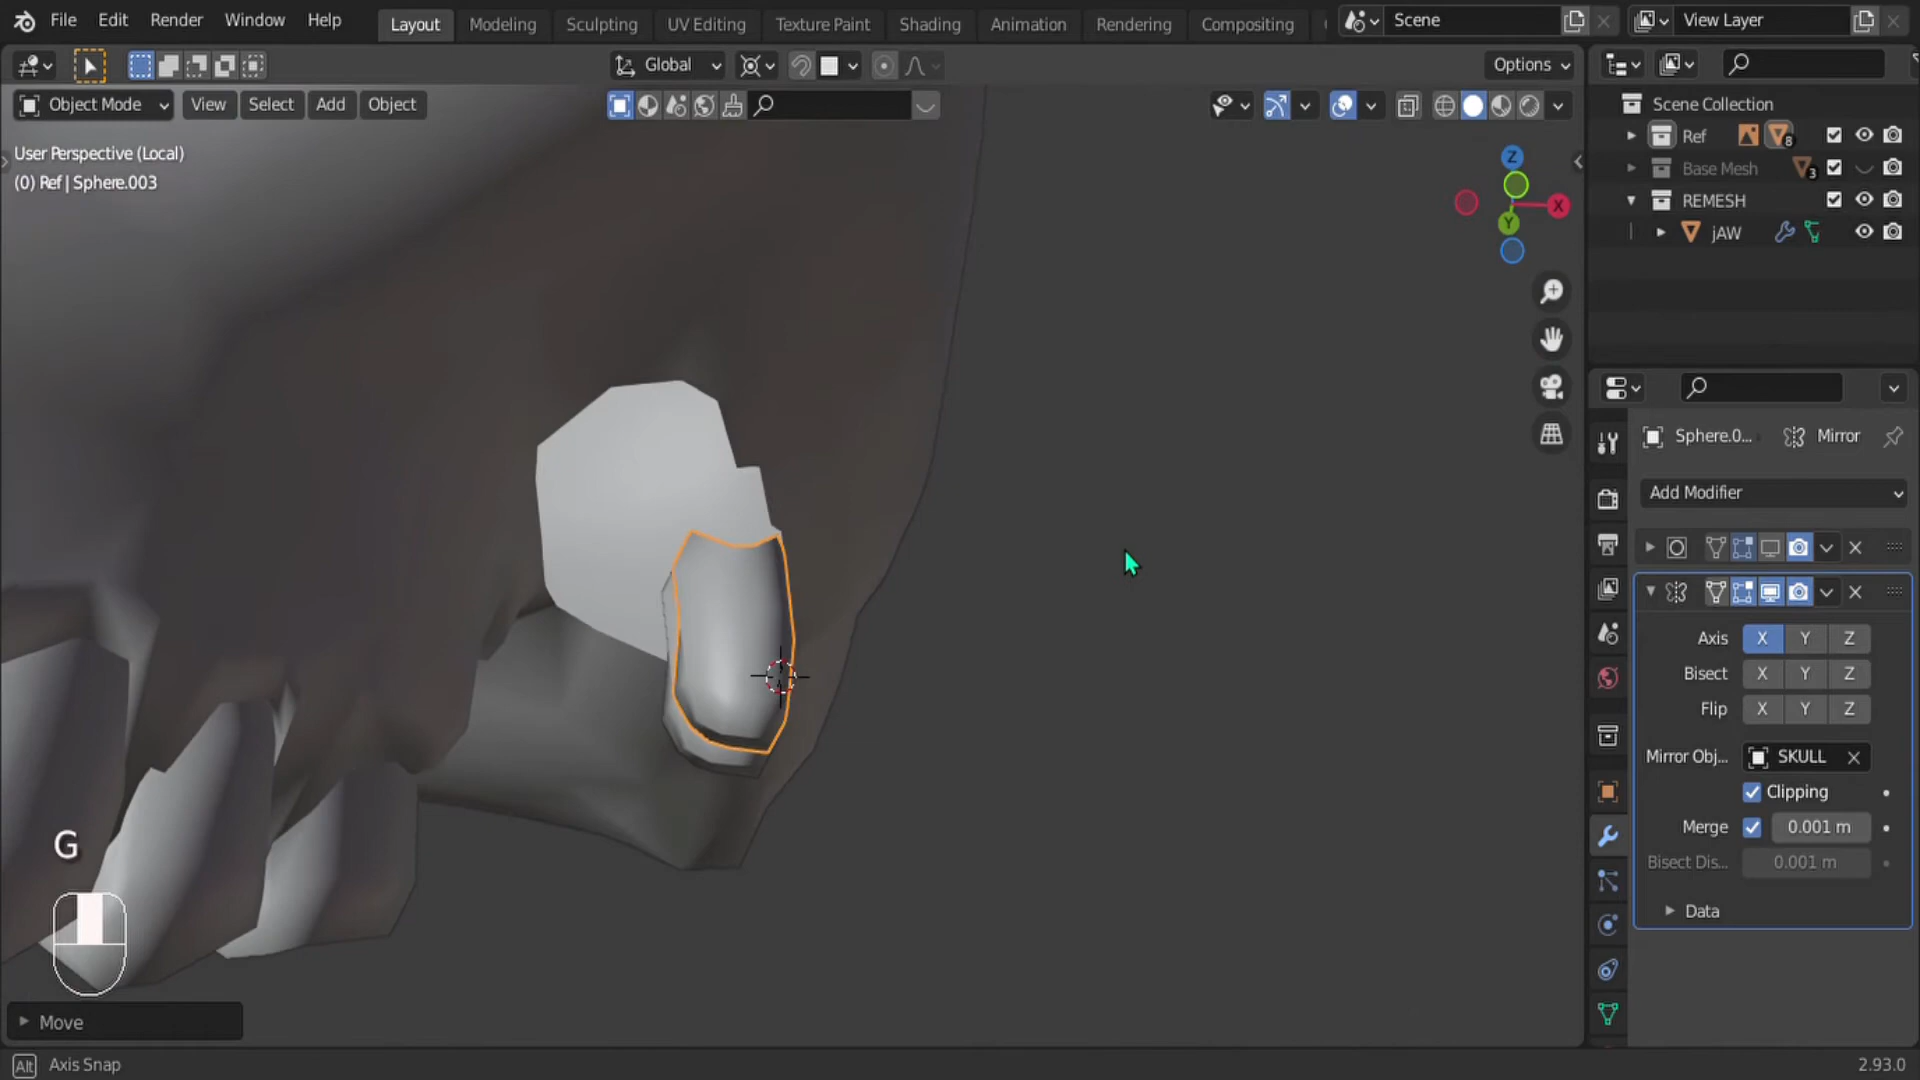 File Edit Render Window Help Layout Modeling Sculpting UV Editing Texture Paint Shading Animation Rendering Compositing Scene View Layer
Global Options
Object Mode View Select Add Object
User Perspective (Local)
(0) Ref | Sphere.003
Z
X
Y
Scene Collection
Ref 8
Base Mesh 3
REMESH
jAW
Sphere.0... Mirror
Add Modifier
Axis X Y Z
Bisect X Y Z
Flip X Y Z
Mirror Obj... SKULL
Clipping
Merge 0.001 m
Bisect Dis... 0.001 m
Data
G
Move
Alt Axis Snap 2.93.0